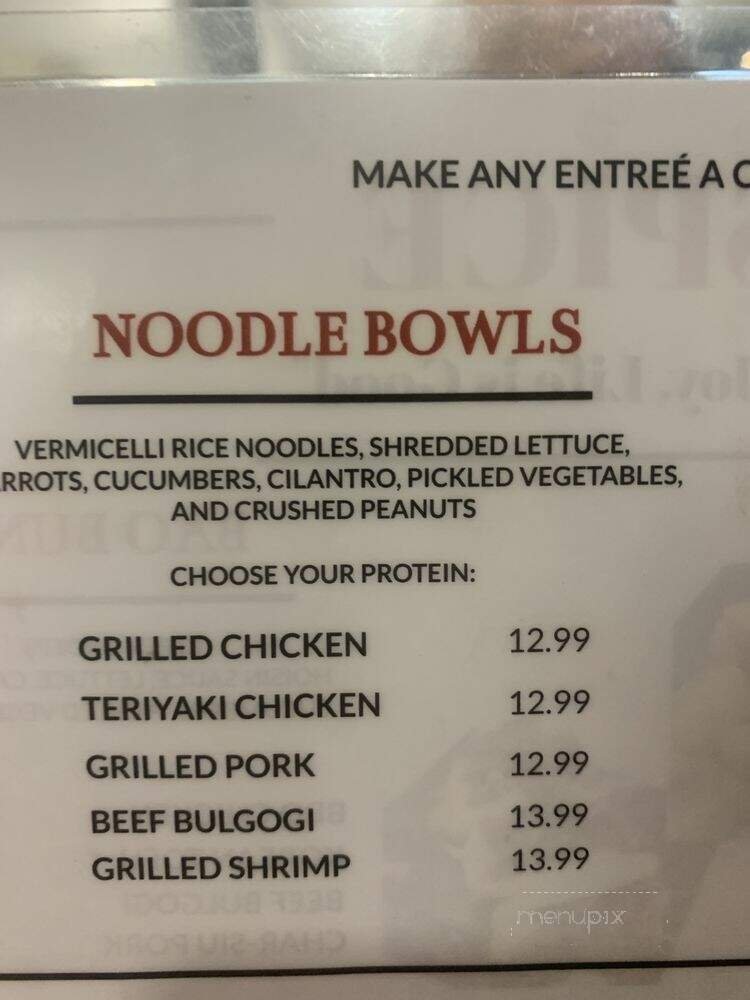 MAKE ANY ENTREÉ A C
NOODLE BOWLS
VERMICELLI RICE NOODLES, SHREDDED LETTUCE,
RROTS, CUCUMBERS, CILANTRO, PICKLED VEGETABLES,
AND CRUSHED PEANUTS
CHOOSE YOUR PROTEIN:
GRILLED CHICKEN 12.99
TERIYAKI CHICKEN 12.99
GRILLED PORK 12.99
BEEF BULGOGI 13.99
GRILLED SHRIMP 13.99
menupix